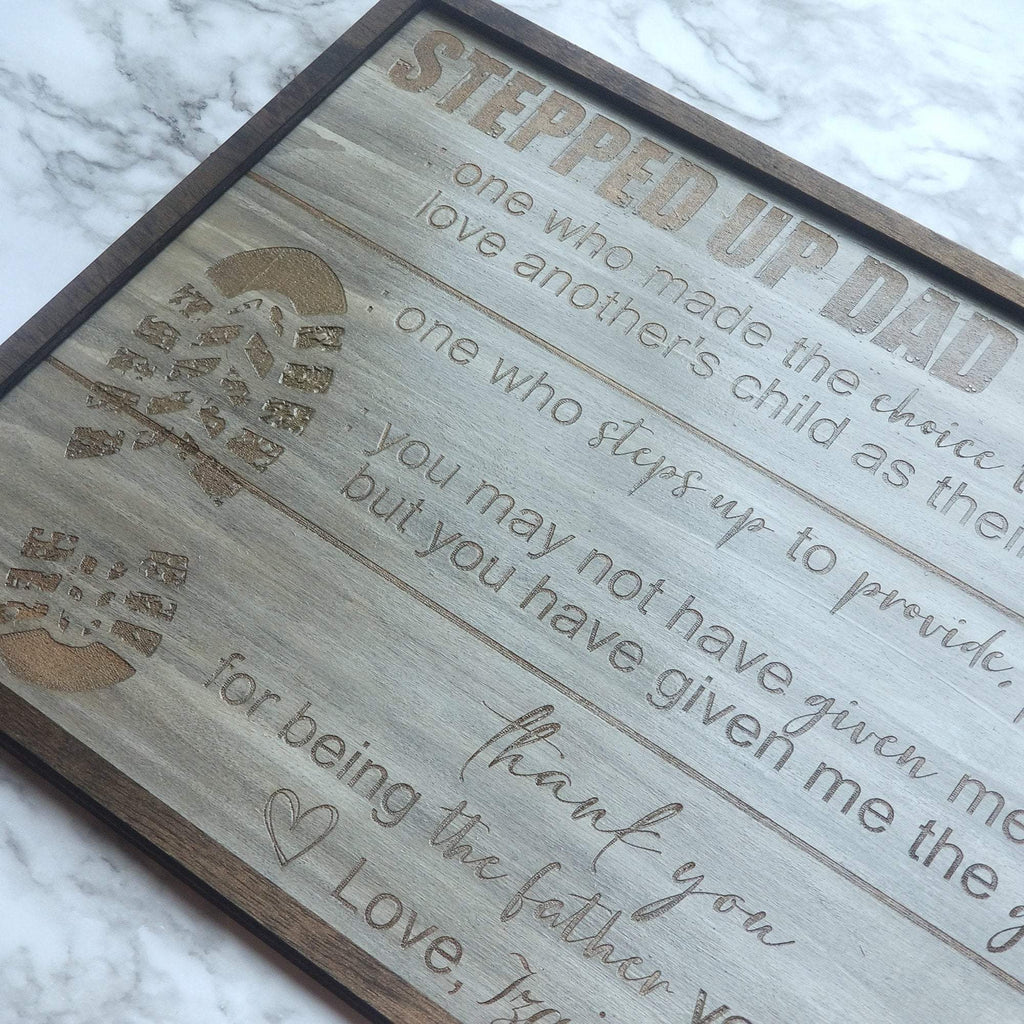 STEPPED UP DAD
one who made the choice
love another's child as
one who steps up to provide,
you may not have given me
but you have given me the
thank you
for being the father
Love,